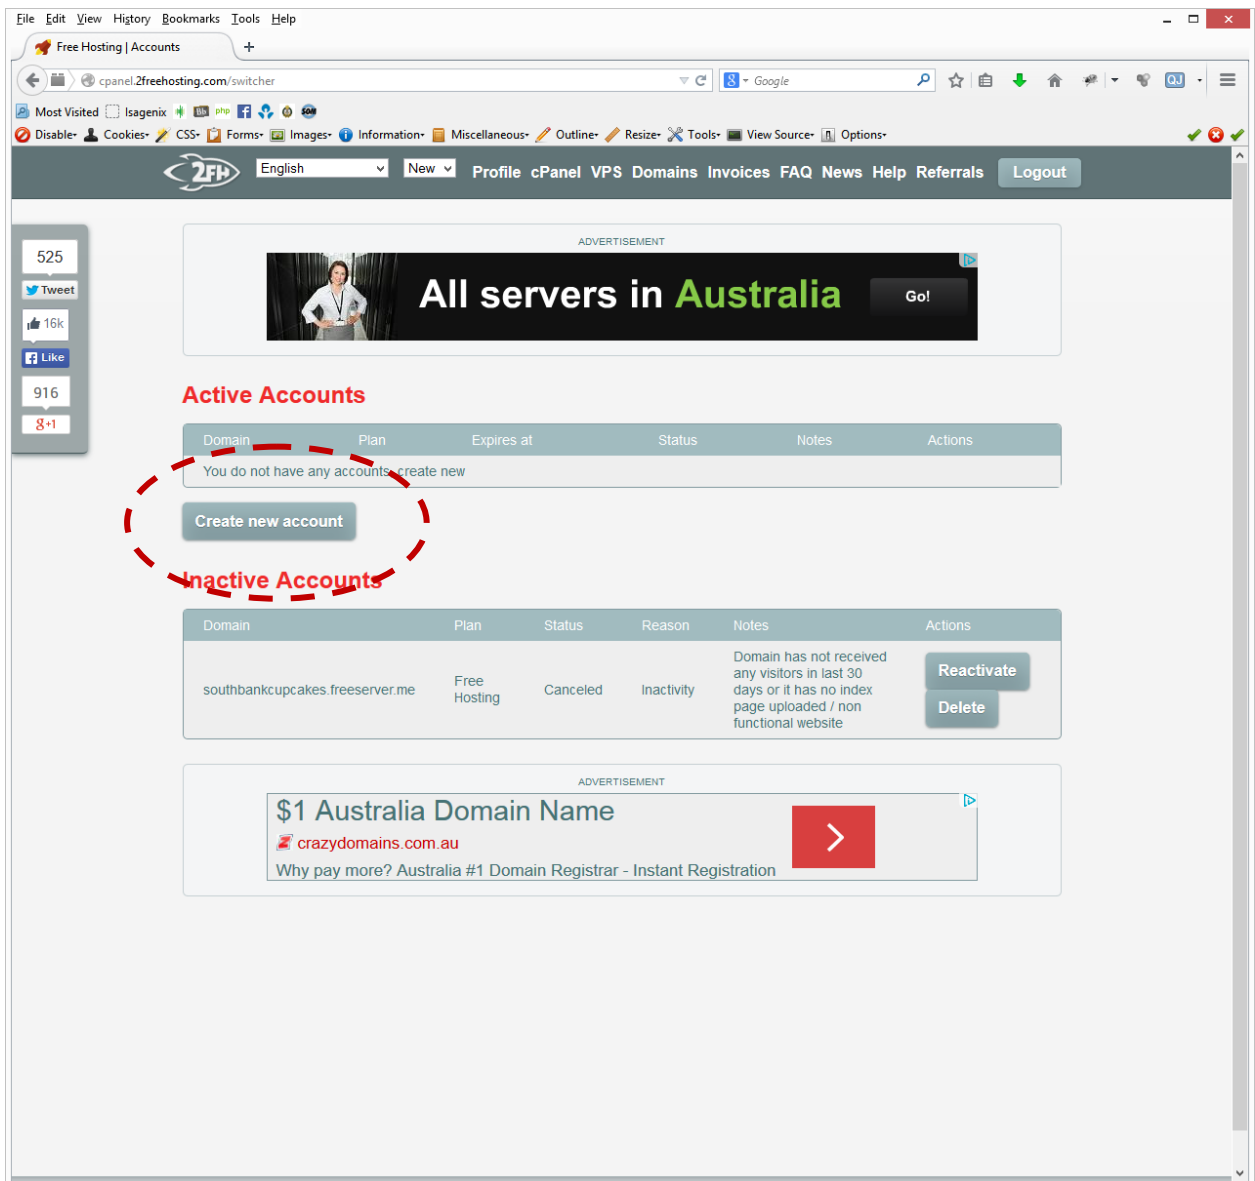 File Edit View History Bookmarks Tools Help
Free Hosting | Accounts +
cpanel.2freehosting.com/switcher 8 Google QJ
Most Visited Isagenix Bb php
Disable Cookies CSS Forms Images Information Miscellaneous Outline Resize Tools View Source Options
2FH English New Profile cPanel VPS Domains Invoices FAQ News Help Referrals Logout
525
Tweet
16k
Like
916
g+1
ADVERTISEMENT
All servers in Australia Go!
Active Accounts
Domain Plan Expires at Status Notes Actions
You do not have any accounts, create new
Create new account
Inactive Accounts
Domain Plan Status Reason Notes Actions
southbankcupcakes.freeserver.me Free Hosting Canceled Inactivity
Domain has not received
any visitors in last 30
days or it has no index
page uploaded / non
functional website
Reactivate
Delete
ADVERTISEMENT
$1 Australia Domain Name
crazydomains.com.au
Why pay more? Australia #1 Domain Registrar - Instant Registration